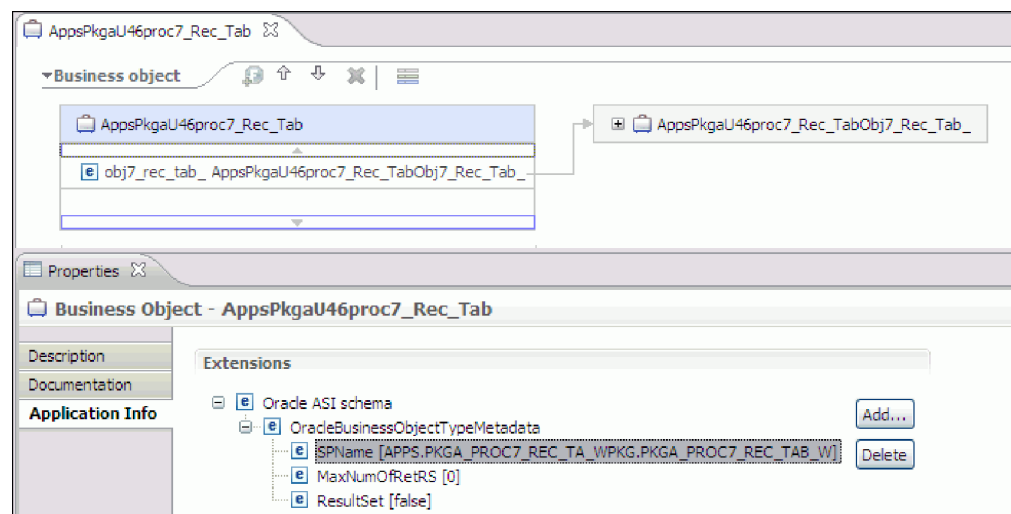 AppsPkgaU46proc7_Rec_Tab
Business object
AppsPkgaU46proc7_Rec_Tab
AppsPkgaU46proc7_Rec_TabObj7_Rec_Tab_
e obj7_rec_tab_ AppsPkgaU46proc7_Rec_TabObj7_Rec_Tab_
Properties
Business Object - AppsPkgaU46proc7_Rec_Tab
Description
Documentation
Application Info
Extensions
e Oracle ASI schema
e OracleBusinessObjectTypeMetadata
e SPName [APPS.PKGA_PROC7_REC_TA_WPKG.PKGA_PROC7_REC_TAB_W]
e MaxNumOfRetRS [0]
e ResultSet [false]
Add...
Delete